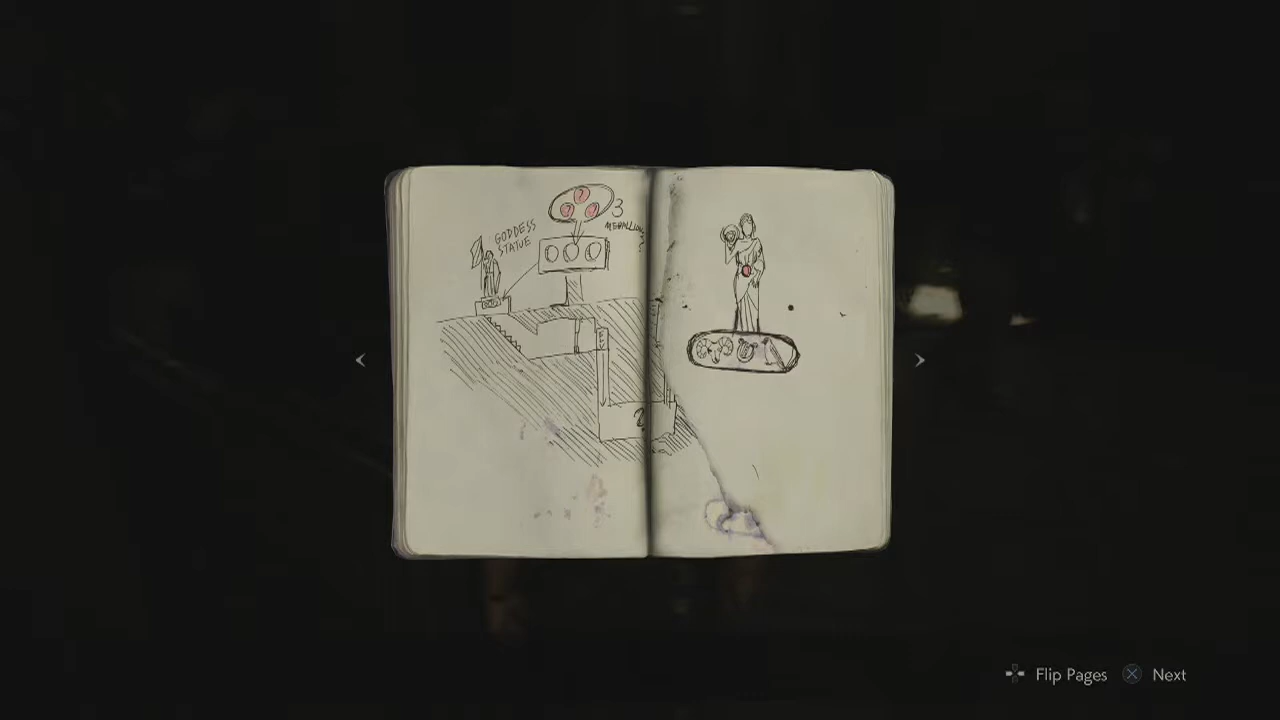 ? ? ?
3
MEDALLIONS
?
GODDESS
STATUE
?
Flip Pages
Next